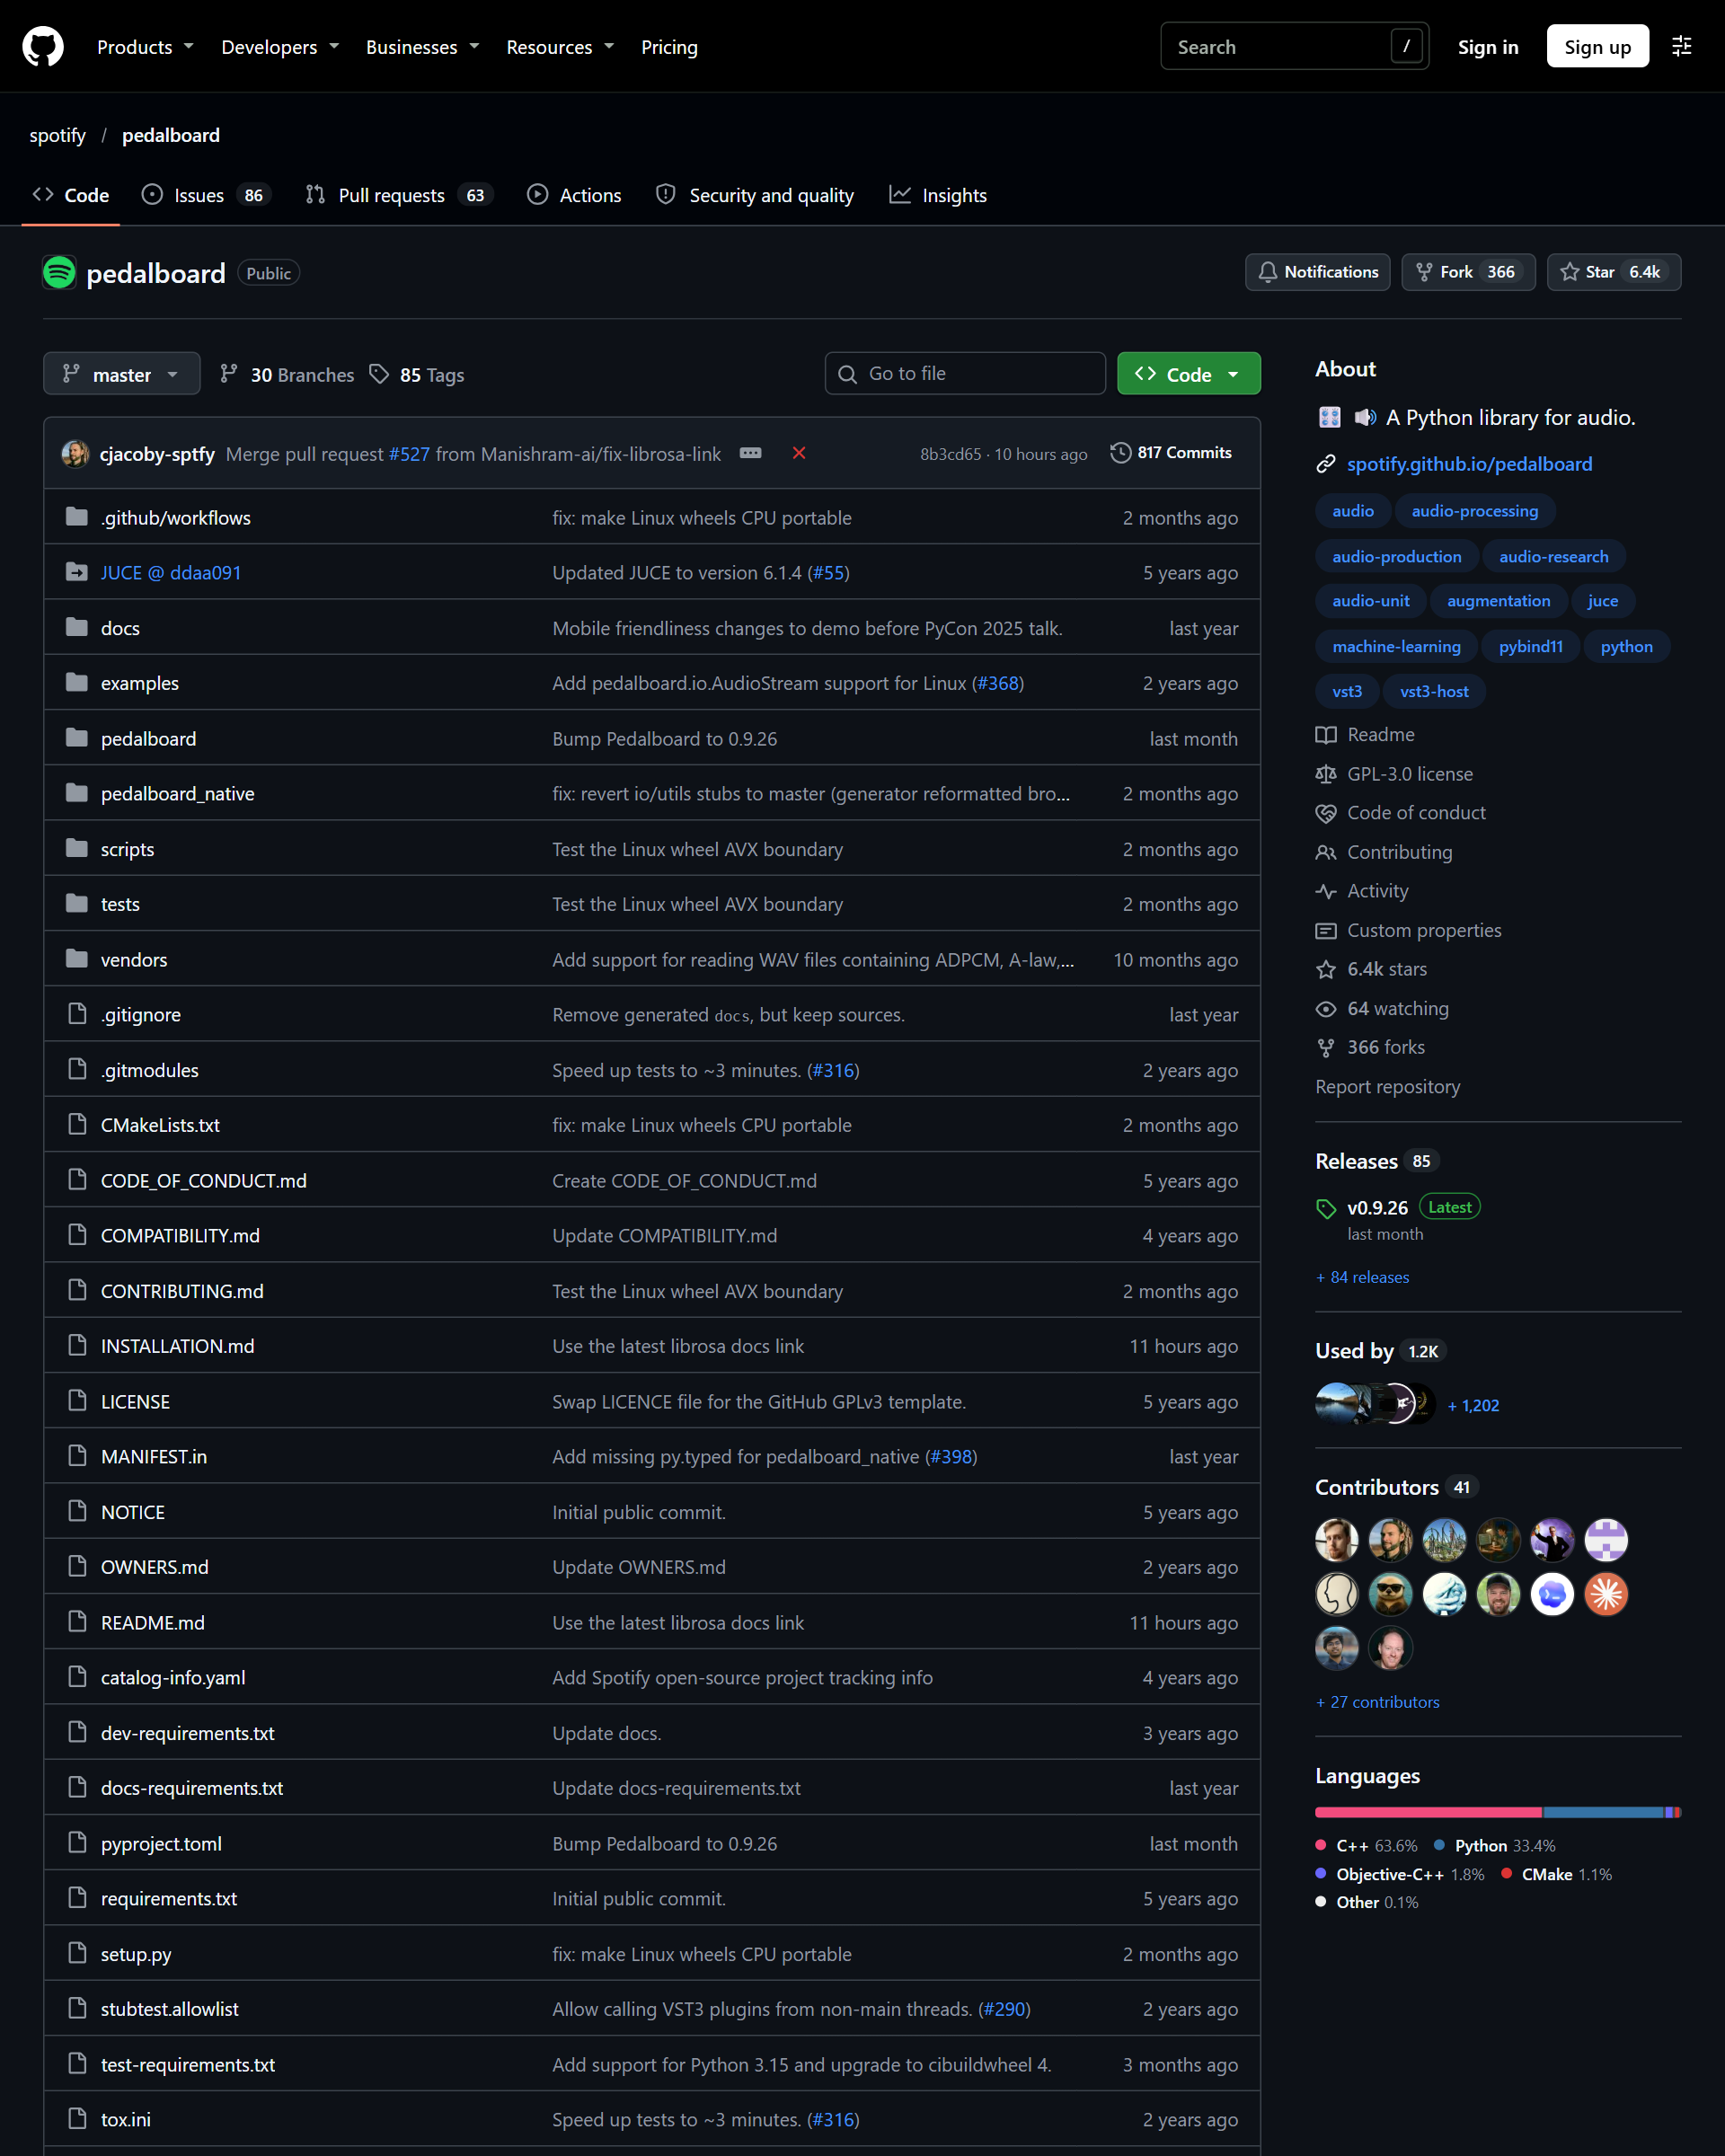 Products Developers Businesses Resources Pricing Search / Sign in Sign up
spotify / pedalboard
Code Issues 86 Pull requests 63 Actions Security and quality Insights
pedalboard Public Notifications Fork 366 Star 6.4k
master 30 Branches 85 Tags Go to file Code
cjacoby-sptfy Merge pull request #527 from Manishram-ai/fix-librosa-link 8b3cd65 · 10 hours ago 817 Commits
.github/workflows fix: make Linux wheels CPU portable 2 months ago
JUCE @ ddaa091 Updated JUCE to version 6.1.4 (#55) 5 years ago
docs Mobile friendliness changes to demo before PyCon 2025 talk. last year
examples Add pedalboard.io.AudioStream support for Linux (#368) 2 years ago
pedalboard Bump Pedalboard to 0.9.26 last month
pedalboard_native fix: revert io/utils stubs to master (generator reformatted bro... 2 months ago
scripts Test the Linux wheel AVX boundary 2 months ago
tests Test the Linux wheel AVX boundary 2 months ago
vendors Add support for reading WAV files containing ADPCM, A-law,... 10 months ago
.gitignore Remove generated docs, but keep sources. last year
.gitmodules Speed up tests to ~3 minutes. (#316) 2 years ago
CMakeLists.txt fix: make Linux wheels CPU portable 2 months ago
CODE_OF_CONDUCT.md Create CODE_OF_CONDUCT.md 5 years ago
COMPATIBILITY.md Update COMPATIBILITY.md 4 years ago
CONTRIBUTING.md Test the Linux wheel AVX boundary 2 months ago
INSTALLATION.md Use the latest librosa docs link 11 hours ago
LICENSE Swap LICENCE file for the GitHub GPLv3 template. 5 years ago
MANIFEST.in Add missing py.typed for pedalboard_native (#398) last year
NOTICE Initial public commit. 5 years ago
OWNERS.md Update OWNERS.md 2 years ago
README.md Use the latest librosa docs link 11 hours ago
catalog-info.yaml Add Spotify open-source project tracking info 4 years ago
dev-requirements.txt Update docs. 3 years ago
docs-requirements.txt Update docs-requirements.txt last year
pyproject.toml Bump Pedalboard to 0.9.26 last month
requirements.txt Initial public commit. 5 years ago
setup.py fix: make Linux wheels CPU portable 2 months ago
stubtest.allowlist Allow calling VST3 plugins from non-main threads. (#290) 2 years ago
test-requirements.txt Add support for Python 3.15 and upgrade to cibuildwheel 4. 3 months ago
tox.ini Speed up tests to ~3 minutes. (#316) 2 years ago
About
🎛 🔊 A Python library for audio.
spotify.github.io/pedalboard
audio audio-processing
audio-production audio-research
audio-unit augmentation juce
machine-learning pybind11 python
vst3 vst3-host
Readme
GPL-3.0 license
Code of conduct
Contributing
Activity
Custom properties
6.4k stars
64 watching
366 forks
Report repository
Releases 85
v0.9.26 Latest
last month
+ 84 releases
Used by 1.2K
+ 1,202
Contributors 41
+ 27 contributors
Languages
C++ 63.6% Python 33.4%
Objective-C++ 1.8% CMake 1.1%
Other 0.1%